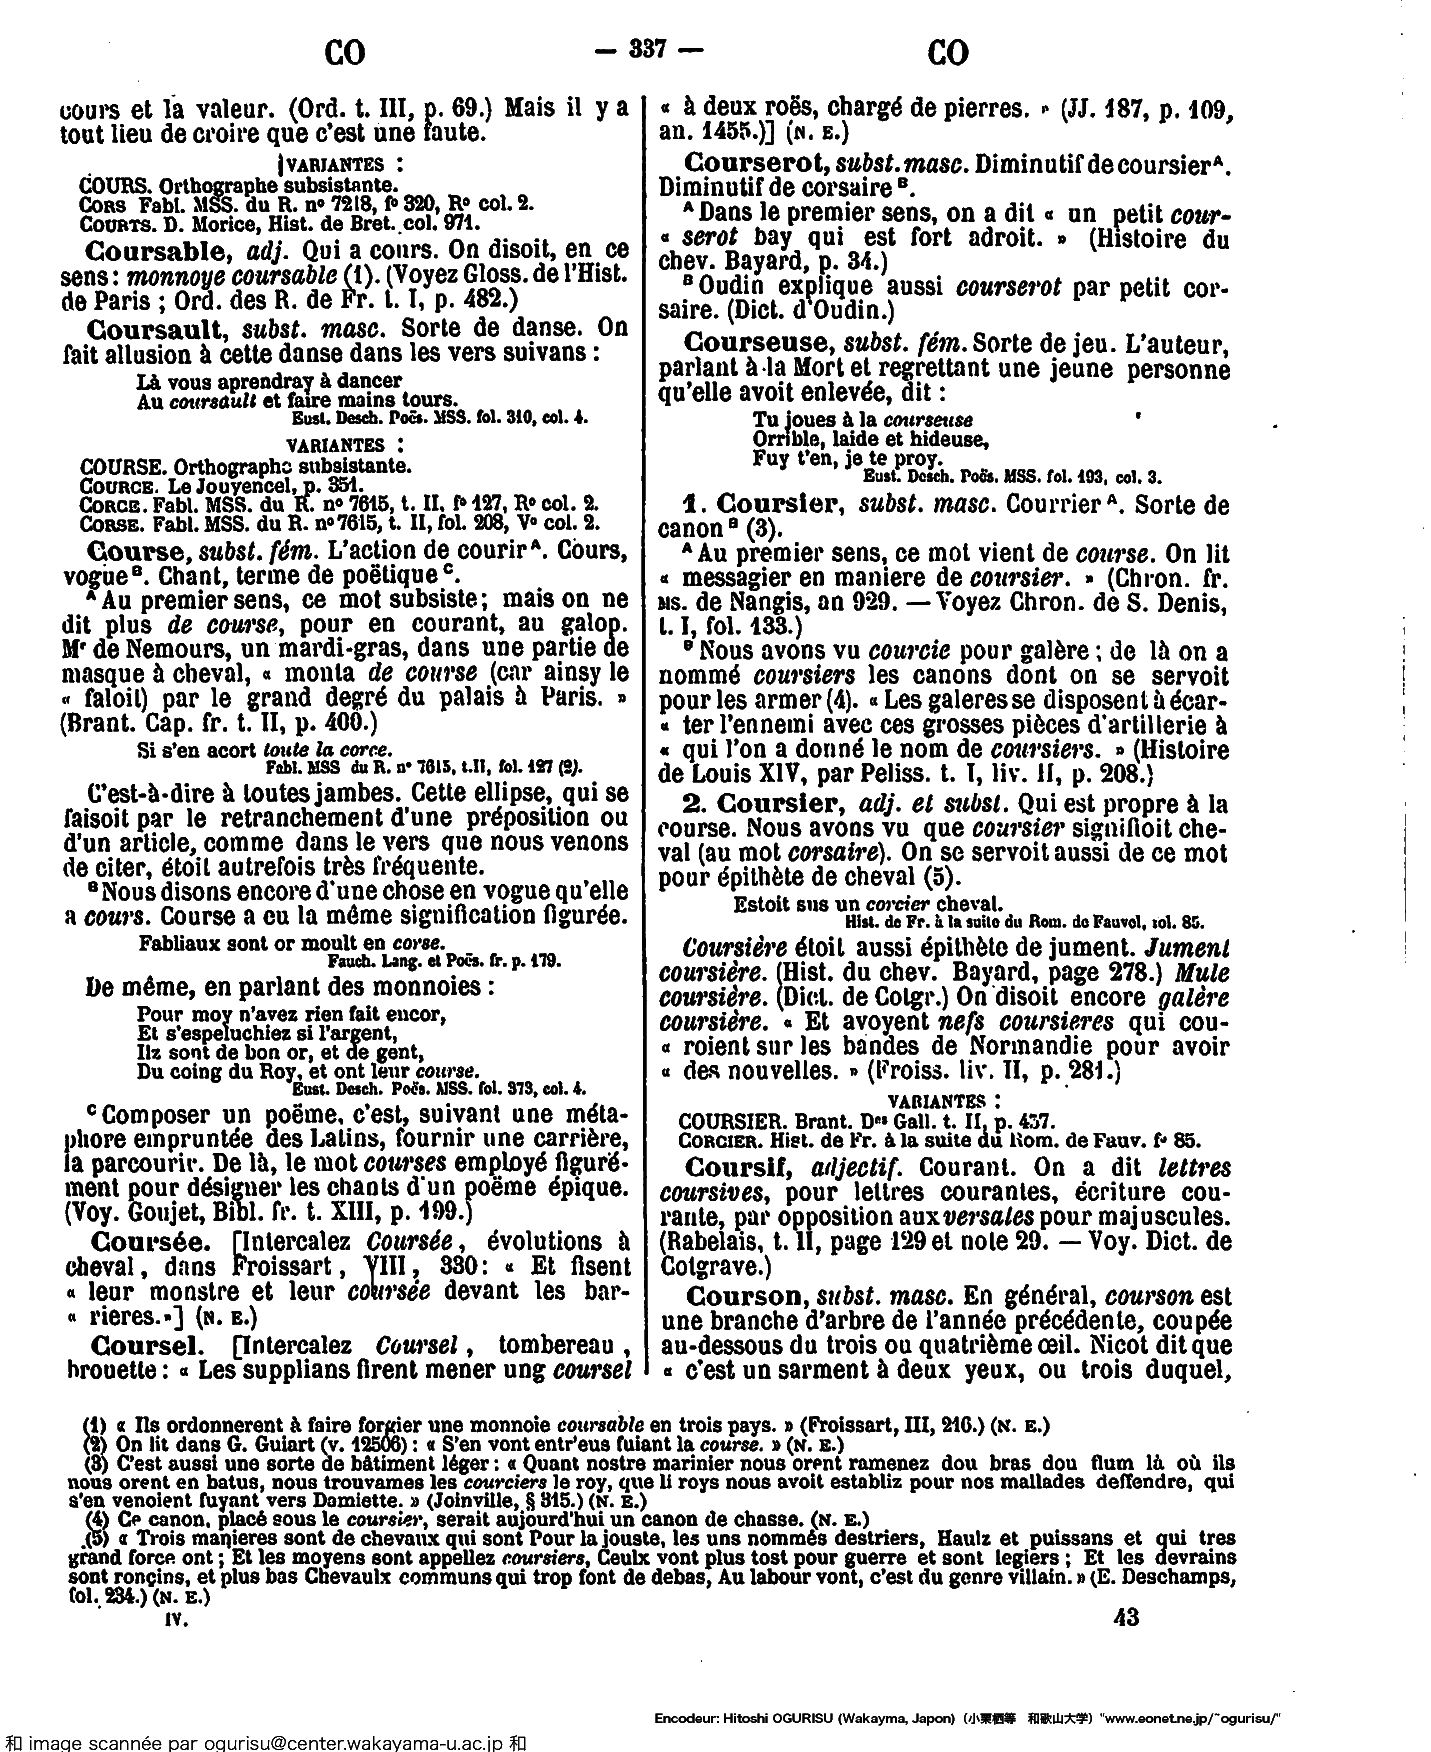 CO — 337 — CO
cours et la valeur. (Ord. t. III, p. 69.) Mais il y a
tout lieu de croire que c'est une faute.
VARIANTES :
COURS. Orthographe subsistante.
CORS Fabl. MSS. du R. nº 7218, fº 320, Rº col. 2.
COURTS. D. Morice, Hist. de Bret. col. 971.
Coursable, adj. Qui a cours. On disoit, en ce
sens : monnoye coursable (1). (Voyez Gloss. de l'Hist.
de Paris ; Ord. des R. de Fr. t. I, p. 482.)
Coursault, subst. masc. Sorte de danse. On
fait allusion à cette danse dans les vers suivans :
Là vous aprendray à dancer
Au coursault et faire mains tours.
Eust. Desch. Poës. MSS. fol. 310, col. 4.
VARIANTES :
COURSE. Orthographe subsistante.
COURCE. Le Jouvencel, p. 351.
CORCE. Fabl. MSS. du R. nº 7615, t. II, fº 127, Rº col. 2.
CORSE. Fabl. MSS. du R. nº 7615, t. II, fol. 208, Vº col. 2.
Course, subst. fém. L'action de courir ᴬ. Cours,
vogue ᴮ. Chant, terme de poëtique ᶜ.
ᴬ Au premier sens, ce mot subsiste ; mais on ne
dit plus de course, pour en courant, au galop.
Mʳ de Nemours, un mardi-gras, dans une partie de
masque à cheval, « monta de course (car ainsy le
« faloit) par le grand degré du palais à Paris. »
(Brant. Cap. fr. t. II, p. 400.)
Si s'en acort toute la corce.
Fabl. MSS du R. nº 7615, t. II, fol. 127 (2).
C'est-à-dire à toutes jambes. Cette ellipse, qui se
faisoit par le retranchement d'une préposition ou
d'un article, comme dans le vers que nous venons
de citer, étoit autrefois très fréquente.
ᴮ Nous disons encore d'une chose en vogue qu'elle
a cours. Course a eu la même signification figurée.
Fabliaux sont or moult en corse.
Fauch. Lang. et Poës. fr. p. 179.
De même, en parlant des monnoies :
Pour moy n'avez rien fait encor,
Et s'espeluchiez si l'argent,
Ilz sont de bon or, et de gent,
Du coing du Roy, et ont leur course.
Eust. Desch. Poës. MSS. fol. 373, col. 4.
ᶜ Composer un poëme, c'est, suivant une méta-
phore empruntée des Latins, fournir une carrière,
la parcourir. De là, le mot courses employé figuré-
ment pour désigner les chants d'un poëme épique.
(Voy. Goujet, Bibl. fr. t. XIII, p. 199.)
Coursée. [Intercalez Coursée, évolutions à
cheval, dans Froissart, VIII, 330 : « Et fisent
« leur monstre et leur coursée devant les bar-
« rieres. »] (N. E.)
Coursel. [Intercalez Coursel, tombereau,
brouette : « Les supplians firent mener ung coursel
« à deux roës, chargé de pierres. » (JJ. 187, p. 109,
an. 1455.)] (N. E.)
Courserot, subst. masc. Diminutif de coursier ᴬ.
Diminutif de corsaire ᴮ.
ᴬ Dans le premier sens, on a dit « un petit cour-
« serot bay qui est fort adroit. » (Histoire du
chev. Bayard, p. 34.)
ᴮ Oudin explique aussi courserot par petit cor-
saire. (Dict. d'Oudin.)
Courseuse, subst. fém. Sorte de jeu. L'auteur,
parlant à la Mort et regrettant une jeune personne
qu'elle avoit enlevée, dit :
Tu joues à la courseuse
Orrible, laide et hideuse,
Fuy t'en, je te proy.
Eust. Desch. Poës. MSS. fol. 193, col. 3.
1. Coursier, subst. masc. Courrier ᴬ. Sorte de
canon ᴮ (3).
ᴬ Au premier sens, ce mot vient de course. On lit
« messagier en maniere de coursier. » (Chron. fr.
MS. de Nangis, an 929. — Voyez Chron. de S. Denis,
t. I, fol. 133.)
ᴮ Nous avons vu courcie pour galère ; de là on a
nommé coursiers les canons dont on se servoit
pour les armer (4). « Les galeres se disposent à écar-
« ter l'ennemi avec ces grosses pièces d'artillerie à
« qui l'on a donné le nom de coursiers. » (Histoire
de Louis XIV, par Peliss. t. I, liv. II, p. 208.)
2. Coursier, adj. et subst. Qui est propre à la
course. Nous avons vu que coursier signifioit che-
val (au mot corsaire). On se servoit aussi de ce mot
pour épithète de cheval (5).
Estoit sus un corcier cheval.
Hist. de Fr. à la suite du Rom. de Fauvel, fol. 85.
Coursière étoit aussi épithète de jument. Jument
coursière. (Hist. du chev. Bayard, page 278.) Mule
coursière. (Dict. de Cotgr.) On disoit encore galère
coursière. « Et avoyent nefs coursieres qui cou-
« roient sur les bandes de Normandie pour avoir
« des nouvelles. » (Froiss. liv. II, p. 281.)
VARIANTES :
COURSIER. Brant. Dᵉˢ Gall. t. II, p. 437.
CORCIER. Hist. de Fr. à la suite du Rom. de Fauv. fº 85.
Coursif, adjectif. Courant. On a dit lettres
coursives, pour lettres courantes, écriture cou-
rante, par opposition aux versales pour majuscules.
(Rabelais, t. II, page 129 et note 29. — Voy. Dict. de
Cotgrave.)
Courson, subst. masc. En général, courson est
une branche d'arbre de l'année précédente, coupée
au-dessous du trois ou quatrième œil. Nicot dit que
« c'est un sarment à deux yeux, ou trois duquel,
(1) « Ils ordonnerent à faire forgier une monnoie coursable en trois pays. » (Froissart, III, 216.) (N. E.)
(2) On lit dans G. Guiart (v. 12506) : « S'en vont entr'eus fuiant la course. » (N. E.)
(3) C'est aussi une sorte de bâtiment léger : « Quant nostre marinier nous orent ramenez dou bras dou flum là où ils
nous orent en batus, nous trouvames les courciers le roy, que li roys nous avoit establiz pour nos mallades deffendre, qui
s'en venoient fuyant vers Damiette. » (Joinville, § 315.) (N. E.)
(4) Ce canon, placé sous le coursier, serait aujourd'hui un canon de chasse. (N. E.)
(5) « Trois manieres sont de chevaux qui sont Pour la jouste, les uns nommés destriers, Haulz et puissans et qui tres
grand force ont ; Et les moyens sont appellez coursiers, Ceulx vont plus tost pour guerre et sont legiers ; Et les devrains
sont ronçins, et plus bas Chevaulx communs qui trop font de debas, Au labour vont, c'est du genre villain. » (E. Deschamps,
fol. 234.) (N. E.)
IV. 43
Encodeur: Hitoshi OGURISU (Wakayma, Japon) (小栗栖等 和歌山大学) "www.eonet.ne.jp/~ogurisu/"
和 image scannée par ogurisu@center.wakayama-u.ac.jp 和